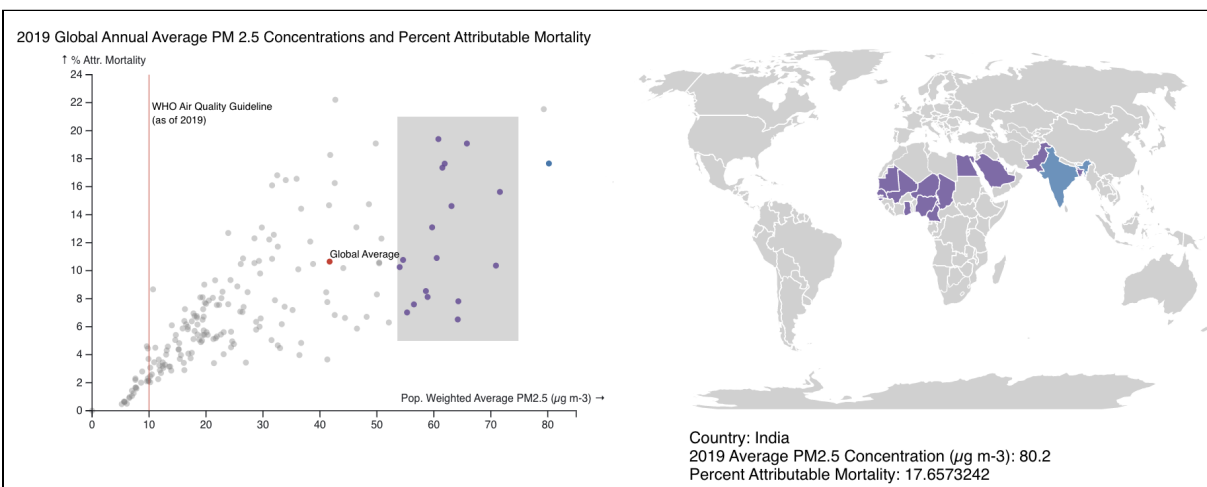 2019 Global Annual Average PM 2.5 Concentrations and Percent Attributable Mortality
↑ % Attr. Mortality
24
22
20
18
16
14
12
10
8
6
4
2
0
WHO Air Quality Guideline
(as of 2019)
Global Average
Pop. Weighted Average PM2.5 (µg m-3) →
0 10 20 30 40 50 60 70 80
Country: India
2019 Average PM2.5 Concentration (µg m-3): 80.2
Percent Attributable Mortality: 17.6573242